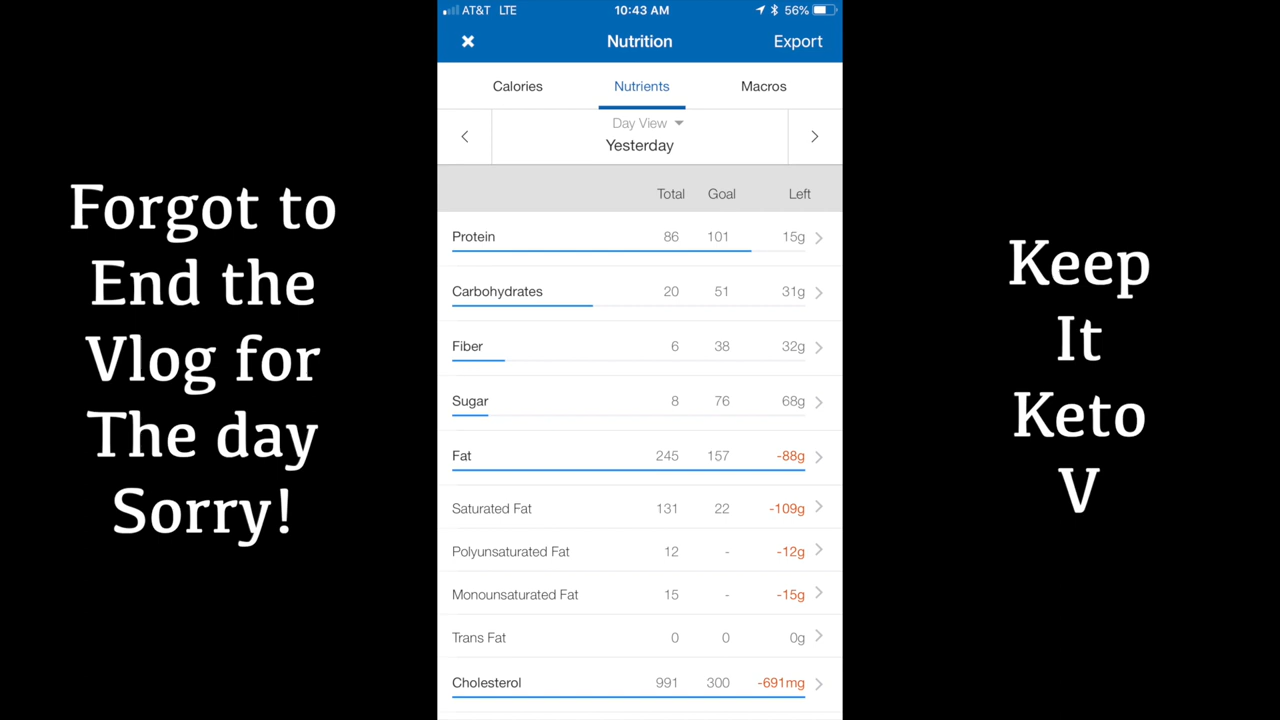 Forgot to
End the
Vlog for
The day
Sorry!
AT&T LTE 10:43 AM 56%
× Nutrition Export
Calories Nutrients Macros
Day View
< Yesterday >
Total Goal Left
Protein 86 101 15g
Carbohydrates 20 51 31g
Fiber 6 38 32g
Sugar 8 76 68g
Fat 245 157 -88g
Saturated Fat 131 22 -109g
Polyunsaturated Fat 12 - -12g
Monounsaturated Fat 15 - -15g
Trans Fat 0 0 0g
Cholesterol 991 300 -691mg
Keep
It
Keto
V